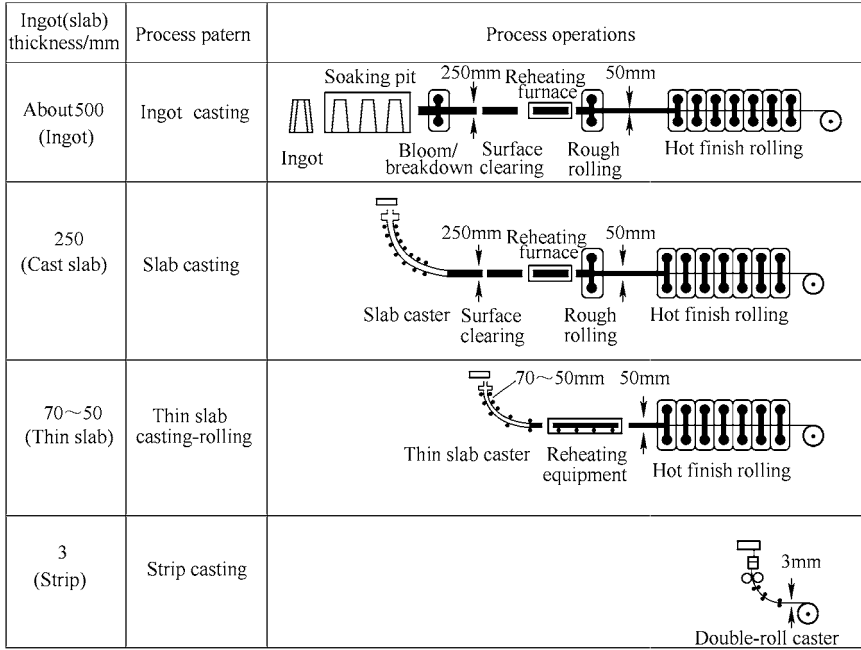 Ingot(slab)
thickness/mm
Process patern
Process operations
About500
(Ingot)
Ingot casting
Soaking pit
250mm
Reheating
furnace
50mm
Ingot
Bloom/
breakdown
Surface
clearing
Rough
rolling
Hot finish rolling
250
(Cast slab)
Slab casting
250mm
Reheating
furnace
50mm
Slab caster
Surface
clearing
Rough
rolling
Hot finish rolling
70～50
(Thin slab)
Thin slab
casting-rolling
70～50mm
50mm
Thin slab caster
Reheating
equipment
Hot finish rolling
3
(Strip)
Strip casting
3mm
Double-roll caster